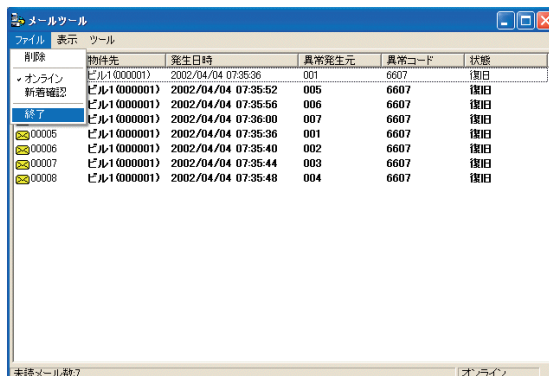 メールツール
ファイル 表示 ツール
削除
オンライン
新着確認
終了
物件先 発生日時 異常発生元 異常コード 状態
ビル1(000001) 2002/04/04 07:35:36 001 6607 復旧
ビル1(000001) 2002/04/04 07:35:52 005 6607 復旧
ビル1(000001) 2002/04/04 07:35:56 006 6607 復旧
ビル1(000001) 2002/04/04 07:36:00 007 6607 復旧
00005 ビル1(000001) 2002/04/04 07:35:36 001 6607 復旧
00006 ビル1(000001) 2002/04/04 07:35:40 002 6607 復旧
00007 ビル1(000001) 2002/04/04 07:35:44 003 6607 復旧
00008 ビル1(000001) 2002/04/04 07:35:48 004 6607 復旧
未読メール数:7 オンライン